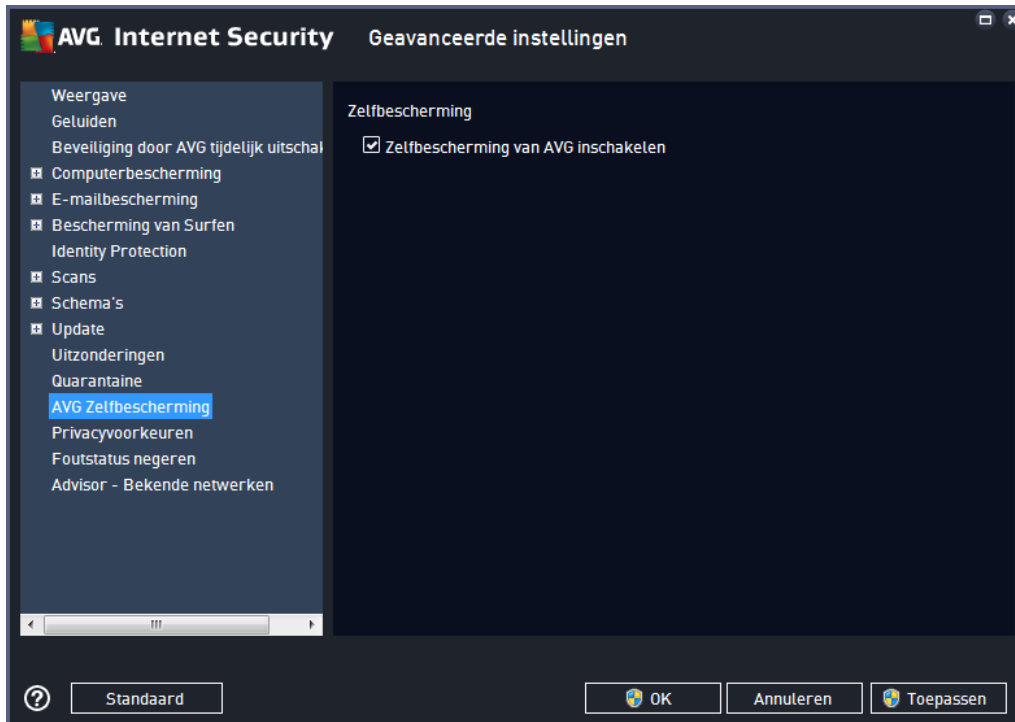 AVG. Internet Security Geavanceerde instellingen
Weergave
Geluiden
Beveiliging door AVG tijdelijk uitschak
Computerbescherming
E-mailbescherming
Bescherming van Surfen
Identity Protection
Scans
Schema's
Update
Uitzonderingen
Quarantaine
AVG Zelfbescherming
Privacyvoorkeuren
Foutstatus negeren
Advisor - Bekende netwerken
Zelfbescherming
Zelfbescherming van AVG inschakelen
? Standaard OK Annuleren Toepassen